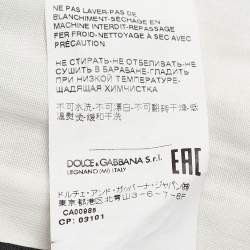 NE PAS LAVER-PAS DE
BLANCHIMENT-SÉCHAGE EN
MACHINE INTERDIT-REPASSAGE
FER FROID-NETTOYAGE À SEC AVEC
PRÉCAUTION
НЕ СТИРАТЬ-НЕ ОТБЕЛИВАТЬ-НЕ
СУШИТЬ В БАРАБАНЕ-ГЛАДИТЬ
ПРИ НИЗКОЙ ТЕМПЕРАТУРЕ-
ЩАДЯЩАЯ ХИМЧИСТКА
不可水洗-不可漂白-不可翻转干燥-低
温熨烫-缓和干洗
DOLCE & GABBANA S.r.l.
LEGNANO (MI) ITALY
EAC
ドルチェ・アンド・ガッバーナ・ジャパン㈱
東京都港区北青山3-6-7-8F
CA00985
CP: 03101